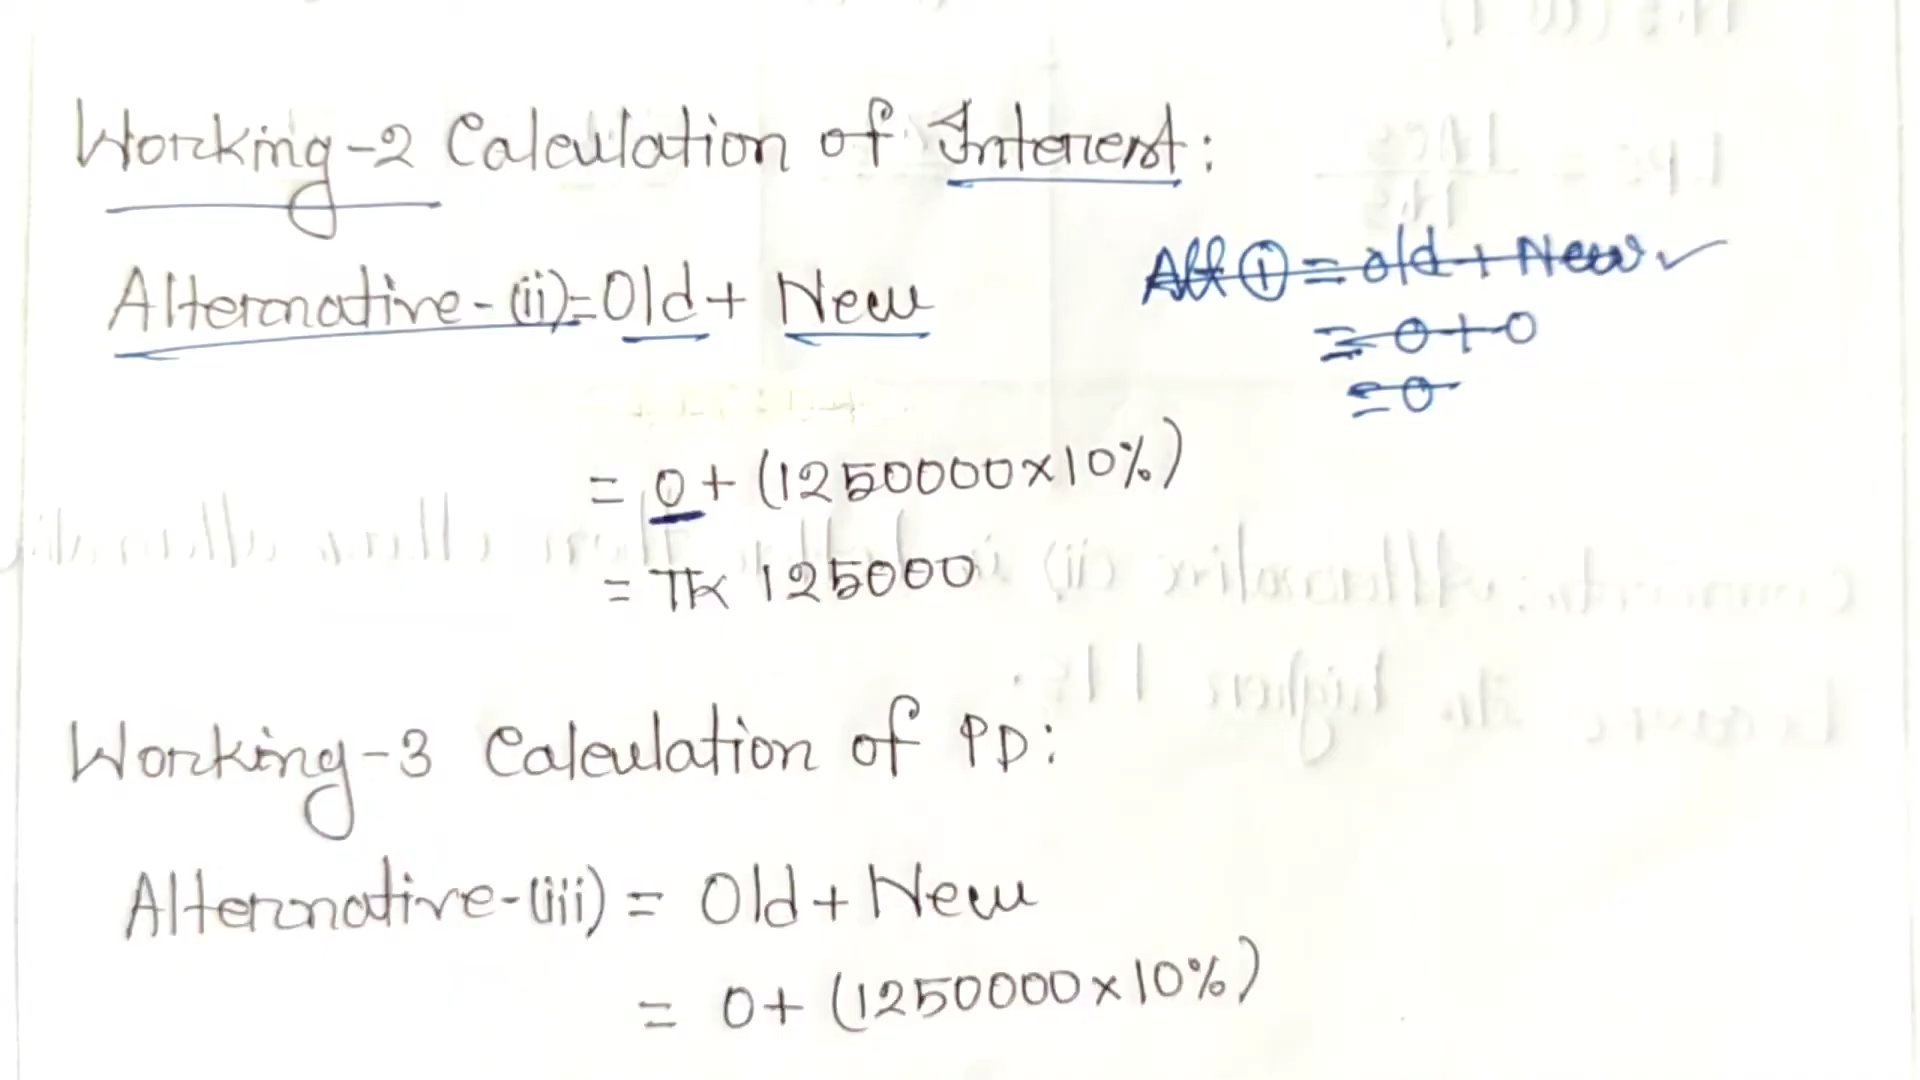 Working-2 Calculation of Interest:
Alternative-(ii)=Old+ New
Alt (i) = old + New ✓
= 0 + 0
= 0
= 0 + (1250000×10%)
= TK 125000
Working-3 Calculation of PD:
Alternative-(iii) = Old + New
= 0+ (1250000×10%)